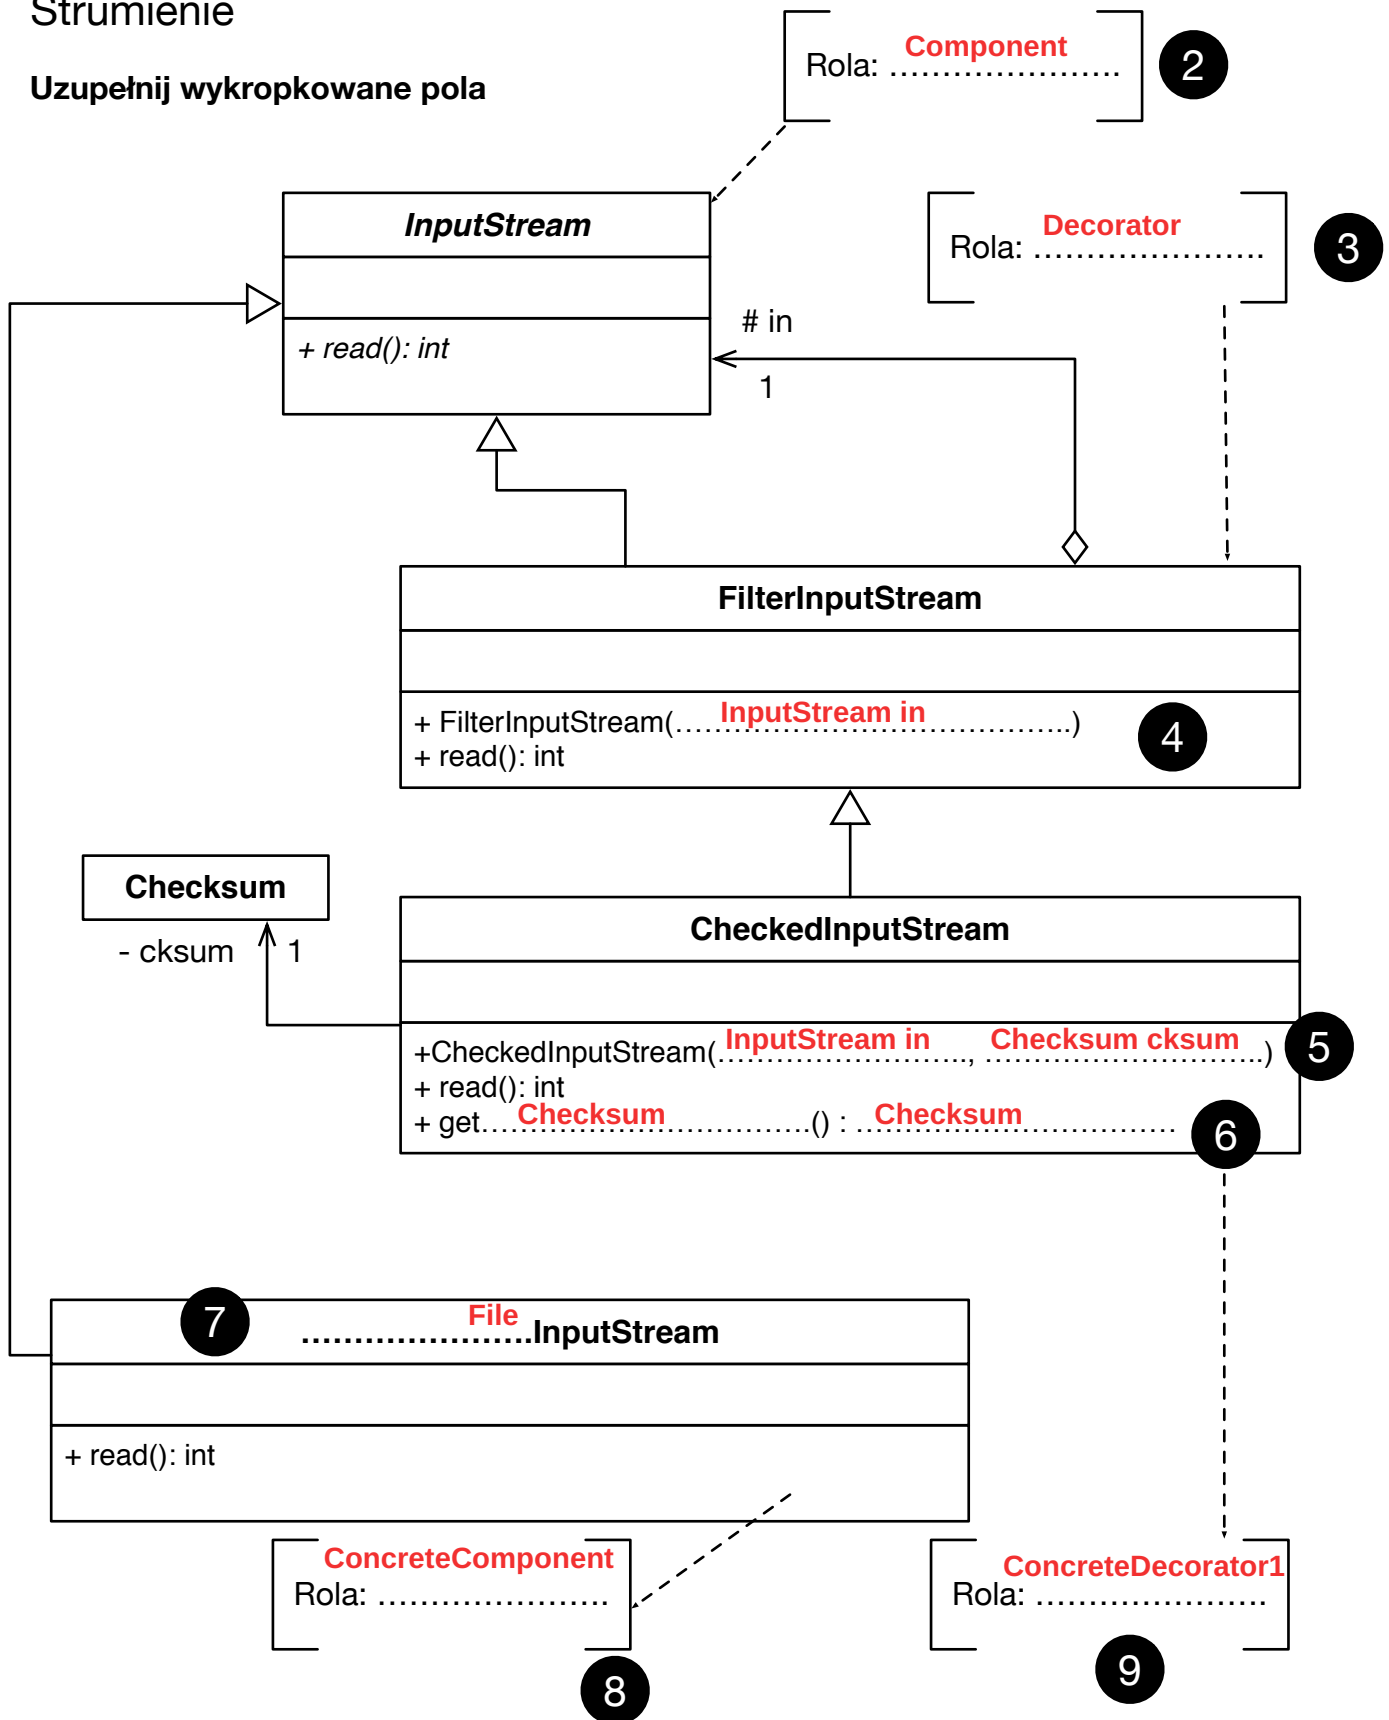 Strumienie
Component
Rola: ........................
2
Uzupełnij wykropkowane pola
InputStream
Decorator
Rola: ........................
3
# in
+ read(): int
1
FilterInputStream
InputStream in
+ FilterInputStream(..........................................)
4
+ read(): int
Checksum
CheckedInputStream
- cksum
1
InputStream in Checksum cksum
+CheckedInputStream(..........................., .............................)
5
+ read(): int
Checksum Checksum
+ get...................................() : ..................................
6
7
File
........................InputStream
+ read(): int
ConcreteComponent
Rola: ........................
8
ConcreteDecorator1
Rola: ........................
9